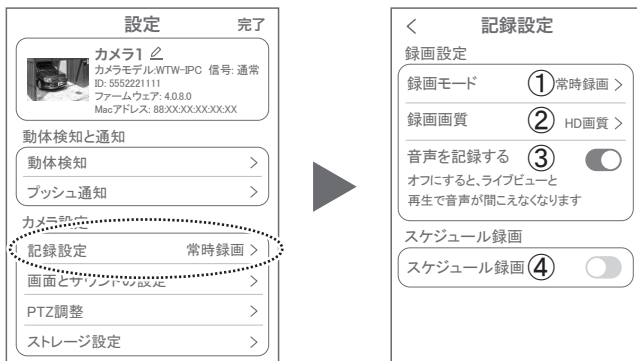 設定 完了
カメラ1
カメラモデル:WTW-IPC 信号: 通常
ID: 5552221111
ファームウェア: 4.0.8.0
Macアドレス: 88:XX:XX:XX:XX:XX
動体検知と通知
動体検知 >
プッシュ通知 >
カメラ設定
記録設定 常時録画 >
画面とサウンドの設定 >
PTZ調整 >
ストレージ設定 >
< 記録設定
録画設定
録画モード ①常時録画 >
録画画質 ② HD画質 >
音声を記録する ③
オフにすると、ライブビューと
再生で音声が聞こえなくなります
スケジュール録画
スケジュール録画 ④